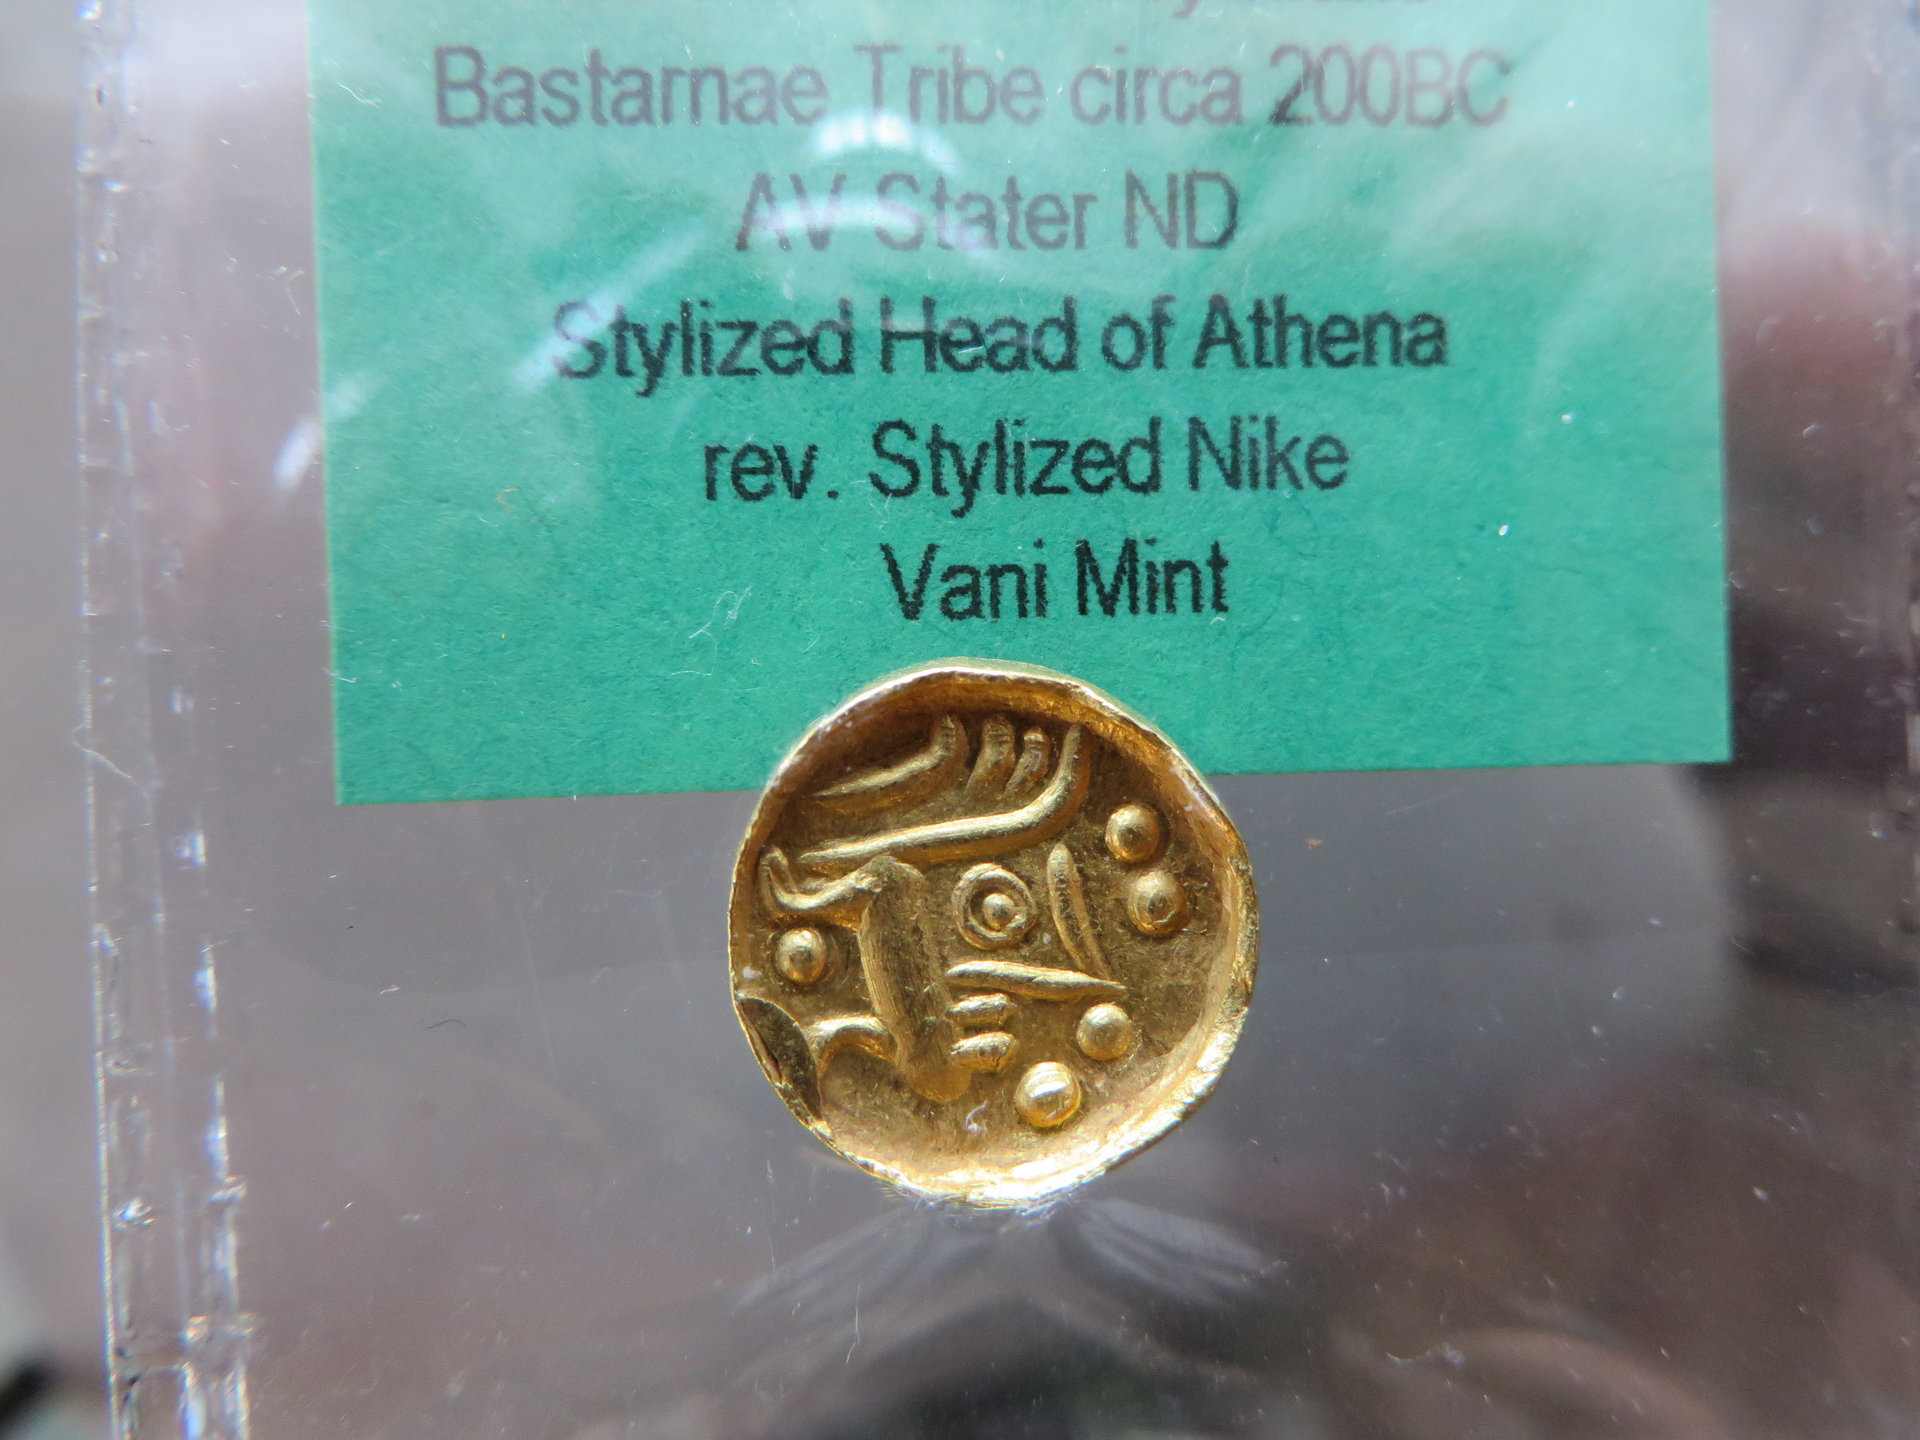 Bastarnae Tribe circa 200BC
AV Stater ND
Stylized Head of Athena
rev. Stylized Nike
Vani Mint